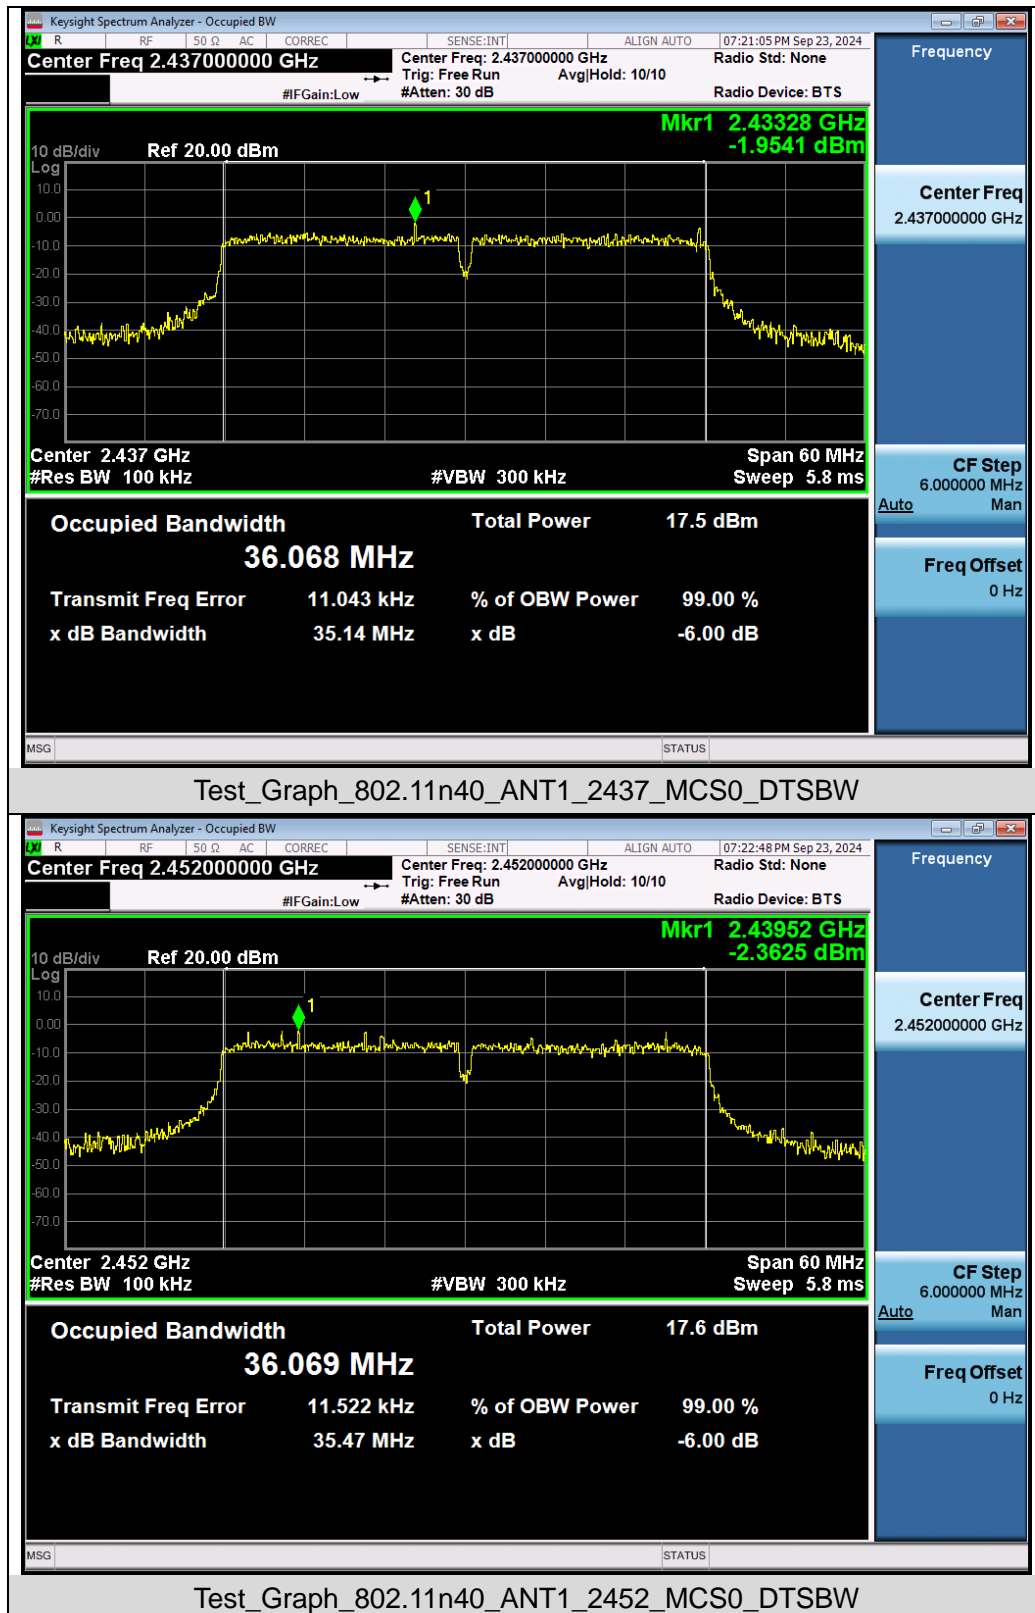 Keysight Spectrum Analyzer - Occupied BW
LXI R RF 50 Ω AC CORREC SENSE:INT ALIGN AUTO 07:21:05 PM Sep 23, 2024
Center Freq 2.437000000 GHz
Center Freq: 2.437000000 GHz
Radio Std: None
Trig: Free Run Avg|Hold: 10/10
#IFGain:Low #Atten: 30 dB
Radio Device: BTS
Frequency
Mkr1 2.43328 GHz
-1.9541 dBm
10 dB/div Ref 20.00 dBm
Log
10.0
0.00
-10.0
-20.0
-30.0
-40.0
-50.0
-60.0
-70.0
1
Center 2.437 GHz
Span 60 MHz
#Res BW 100 kHz #VBW 300 kHz Sweep 5.8 ms
Center Freq
2.437000000 GHz
CF Step
6.000000 MHz
Auto Man
Freq Offset
0 Hz
Occupied Bandwidth Total Power 17.5 dBm
36.068 MHz
Transmit Freq Error 11.043 kHz % of OBW Power 99.00 %
x dB Bandwidth 35.14 MHz x dB -6.00 dB
MSG STATUS
Test_Graph_802.11n40_ANT1_2437_MCS0_DTSBW
Keysight Spectrum Analyzer - Occupied BW
LXI R RF 50 Ω AC CORREC SENSE:INT ALIGN AUTO 07:22:48 PM Sep 23, 2024
Center Freq 2.452000000 GHz
Center Freq: 2.452000000 GHz
Radio Std: None
Trig: Free Run Avg|Hold: 10/10
#IFGain:Low #Atten: 30 dB
Radio Device: BTS
Frequency
Mkr1 2.43952 GHz
-2.3625 dBm
10 dB/div Ref 20.00 dBm
Log
10.0
0.00
-10.0
-20.0
-30.0
-40.0
-50.0
-60.0
-70.0
1
Center 2.452 GHz
Span 60 MHz
#Res BW 100 kHz #VBW 300 kHz Sweep 5.8 ms
Center Freq
2.452000000 GHz
CF Step
6.000000 MHz
Auto Man
Freq Offset
0 Hz
Occupied Bandwidth Total Power 17.6 dBm
36.069 MHz
Transmit Freq Error 11.522 kHz % of OBW Power 99.00 %
x dB Bandwidth 35.47 MHz x dB -6.00 dB
MSG STATUS
Test_Graph_802.11n40_ANT1_2452_MCS0_DTSBW